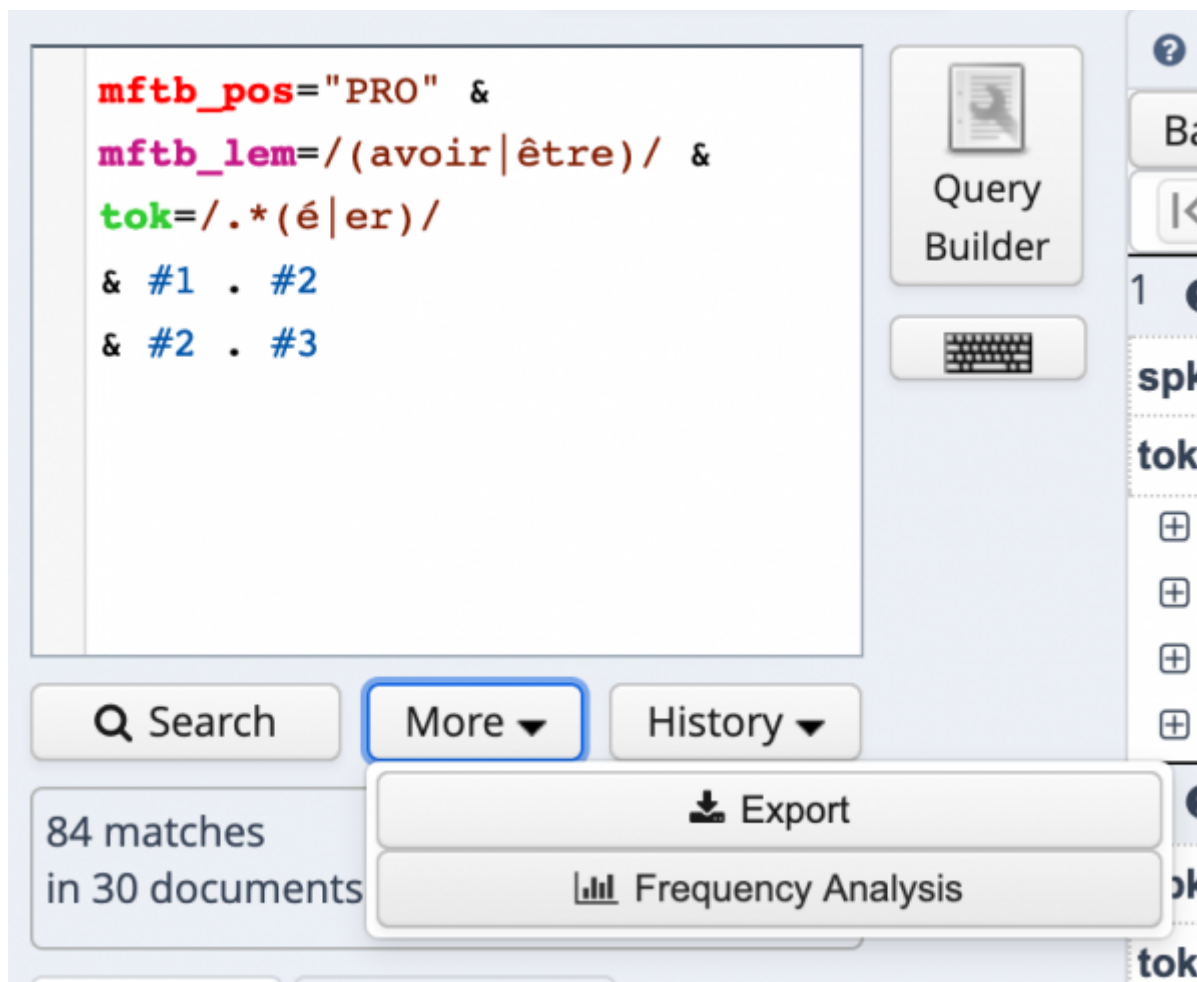 mftb_pos="PRO" &
mftb_lem=/(avoir|être)/ &
tok=/.*(é|er)/
& #1 . #2
& #2 . #3
Query
Builder
Search
More
History
Export
Frequency Analysis
84 matches
in 30 documents
1
tok
tok